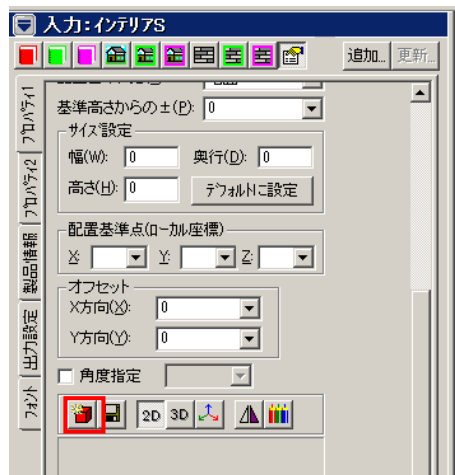 入力:インテリアS
追加... 更新...
基準高さからの±(P): 0
サイズ設定
幅(W): 0 奥行(D): 0
高さ(H): 0 デフォルトに設定
配置基準点(ローカル座標)
X: Y: Z:
オフセット
X方向(X): 0
Y方向(Y): 0
角度指定
2D 3D
プロパティ1
プロパティ2
製品情報
出力設定
フォント